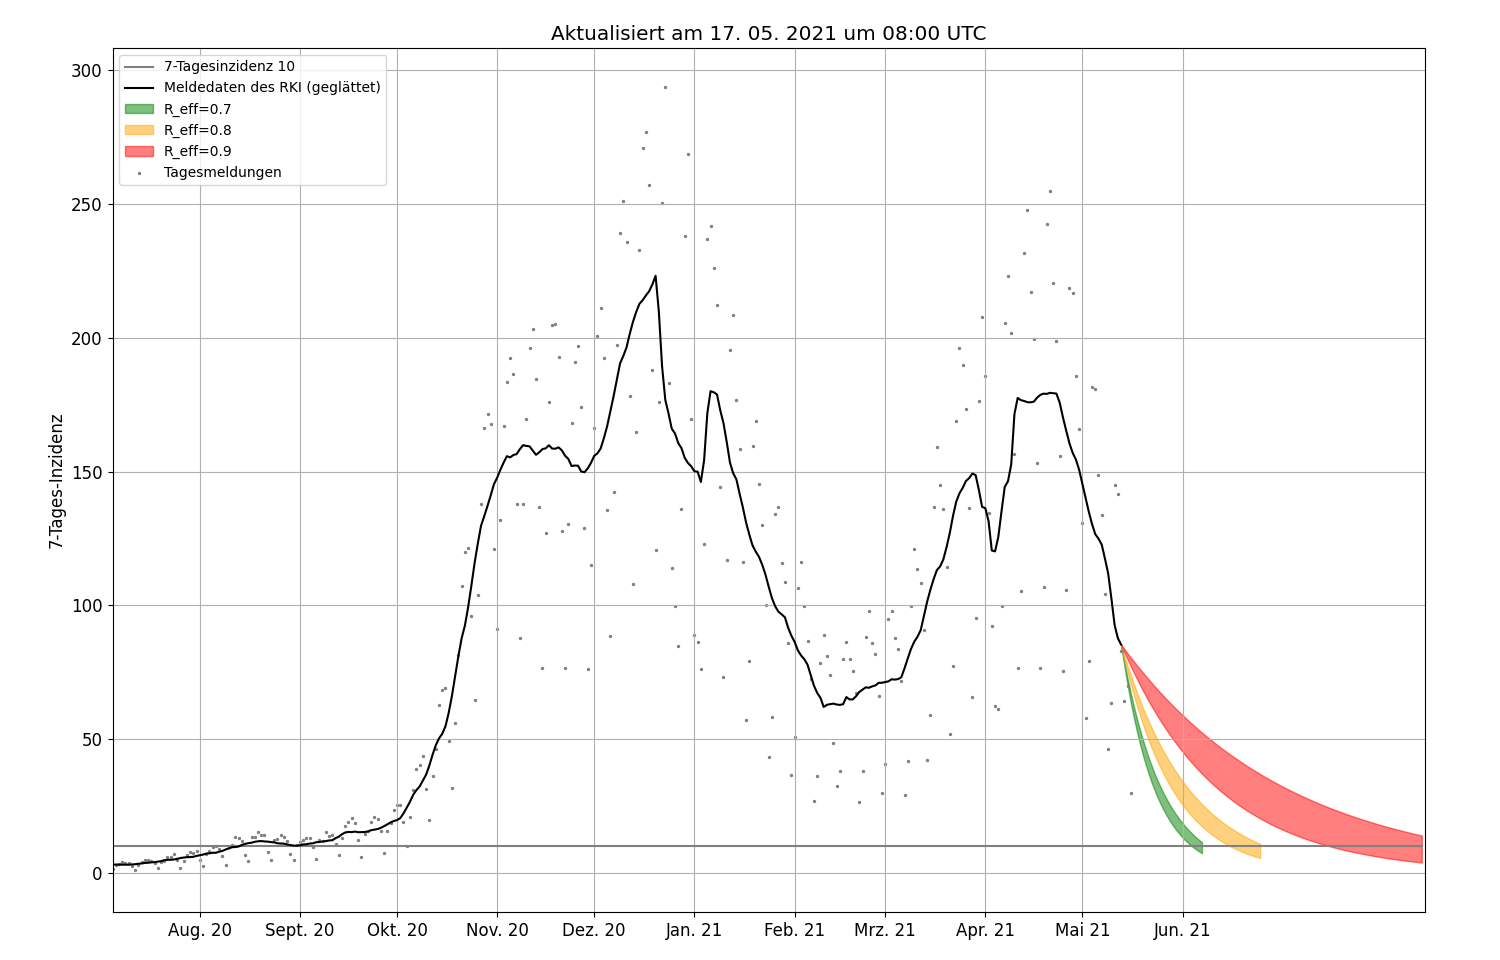 Aktualisiert am 17. 05. 2021 um 08:00 UTC
7-Tagesinzidenz 10
Meldedaten des RKI (geglättet)
R_eff=0.7
R_eff=0.8
R_eff=0.9
Tagesmeldungen
7-Tages-Inzidenz
300
250
200
150
100
50
0
Aug. 20 Sept. 20 Okt. 20 Nov. 20 Dez. 20 Jan. 21 Feb. 21 Mrz. 21 Apr. 21 Mai 21 Jun. 21